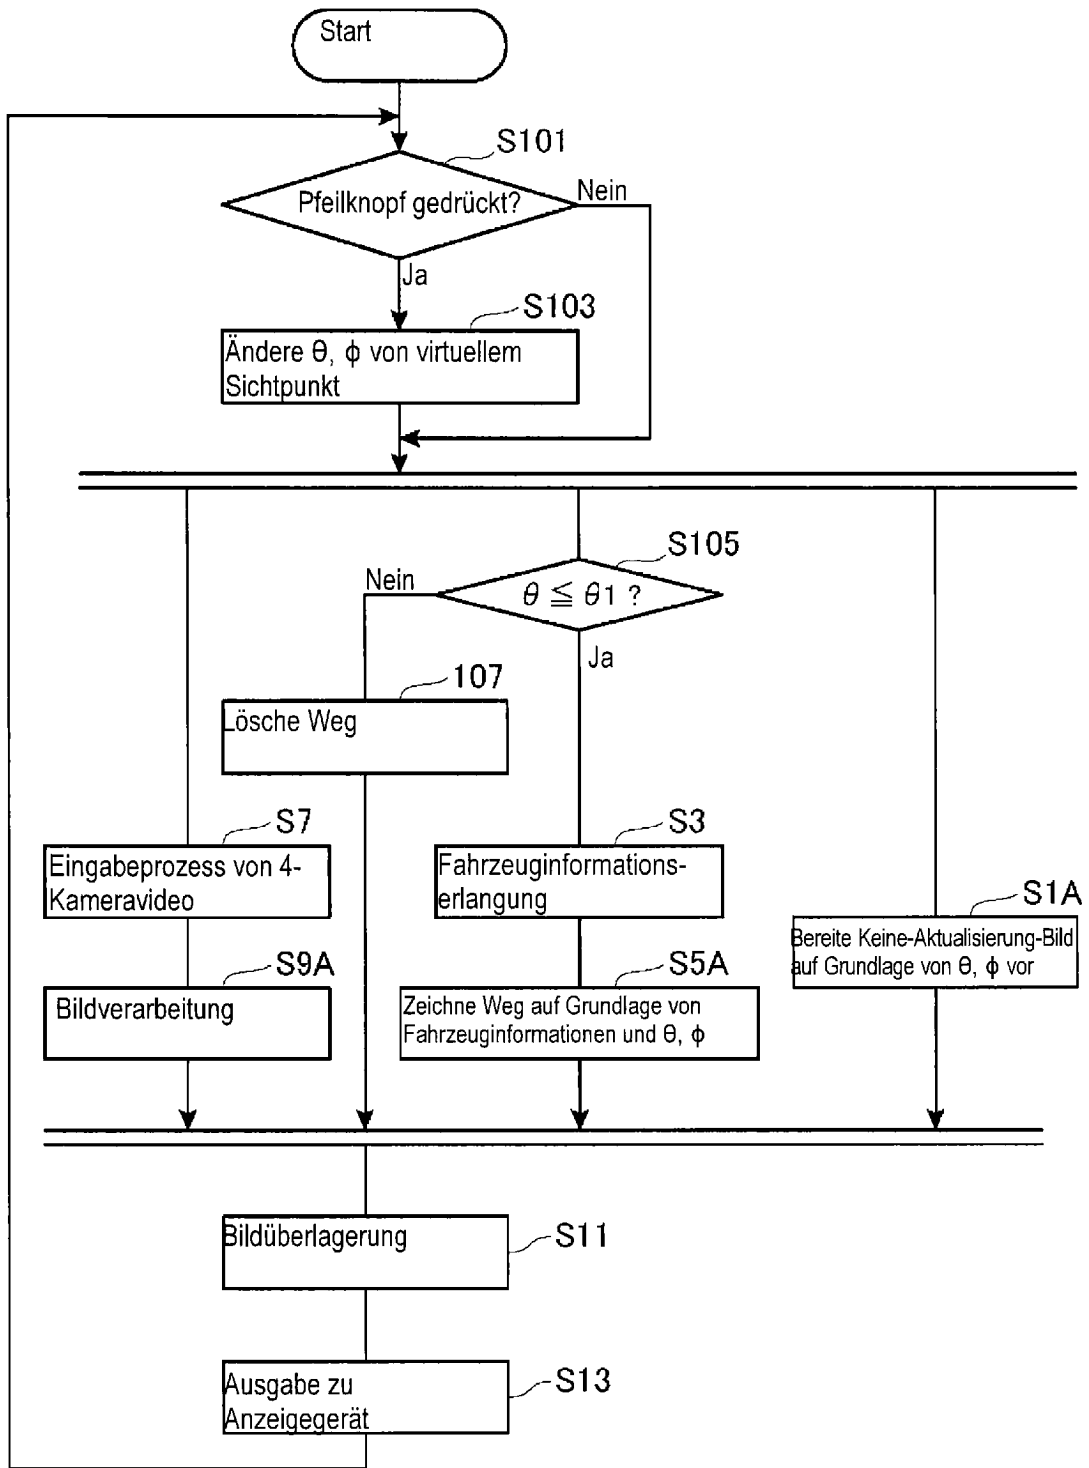 Start
S101
Pfeilknopf gedrückt?
Nein
Ja
S103
Ändere θ, ϕ von virtuellem
Sichtpunkt
S105
Nein
θ ≦ θ1 ?
Ja
107
Lösche Weg
S7
Eingabeprozess von 4-
Kameravideo
S3
Fahrzeuginformations-
erlangung
S1A
Bereite Keine-Aktualisierung-Bild
auf Grundlage von θ, ϕ vor
S9A
Bildverarbeitung
S5A
Zeichne Weg auf Grundlage von
Fahrzeuginformationen und θ, ϕ
Bildüberlagerung
S11
Ausgabe zu
Anzeigegerät
S13